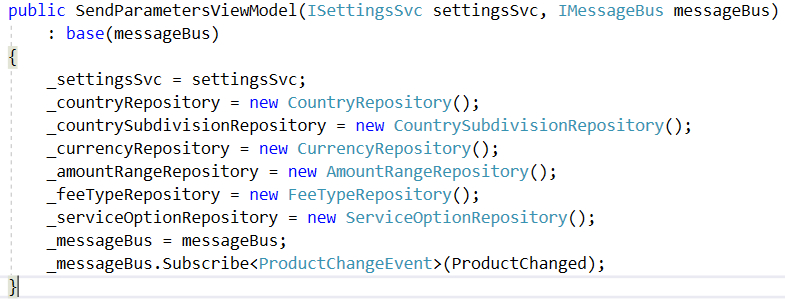 public SendParametersViewModel(ISettingsSvc settingsSvc, IMessageBus messageBus)
: base(messageBus)
{
_settingsSvc = settingsSvc;
_countryRepository = new CountryRepository();
_countrySubdivisionRepository = new CountrySubdivisionRepository();
_currencyRepository = new CurrencyRepository();
_amountRangeRepository = new AmountRangeRepository();
_feeTypeRepository = new FeeTypeRepository();
_serviceOptionRepository = new ServiceOptionRepository();
_messageBus = messageBus;
_messageBus.Subscribe<ProductChangeEvent>(ProductChanged);
}